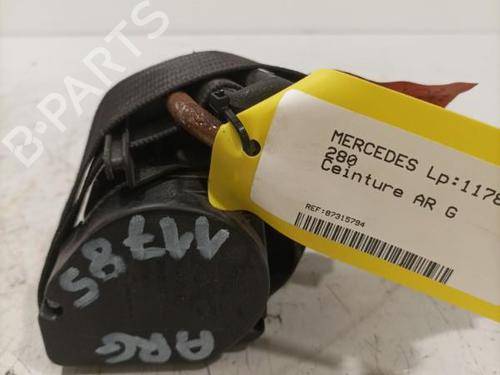 B-PARTS
MERCEDES Lp:1178
280
Ceinture AR G
REF:87315794
11785
ARG